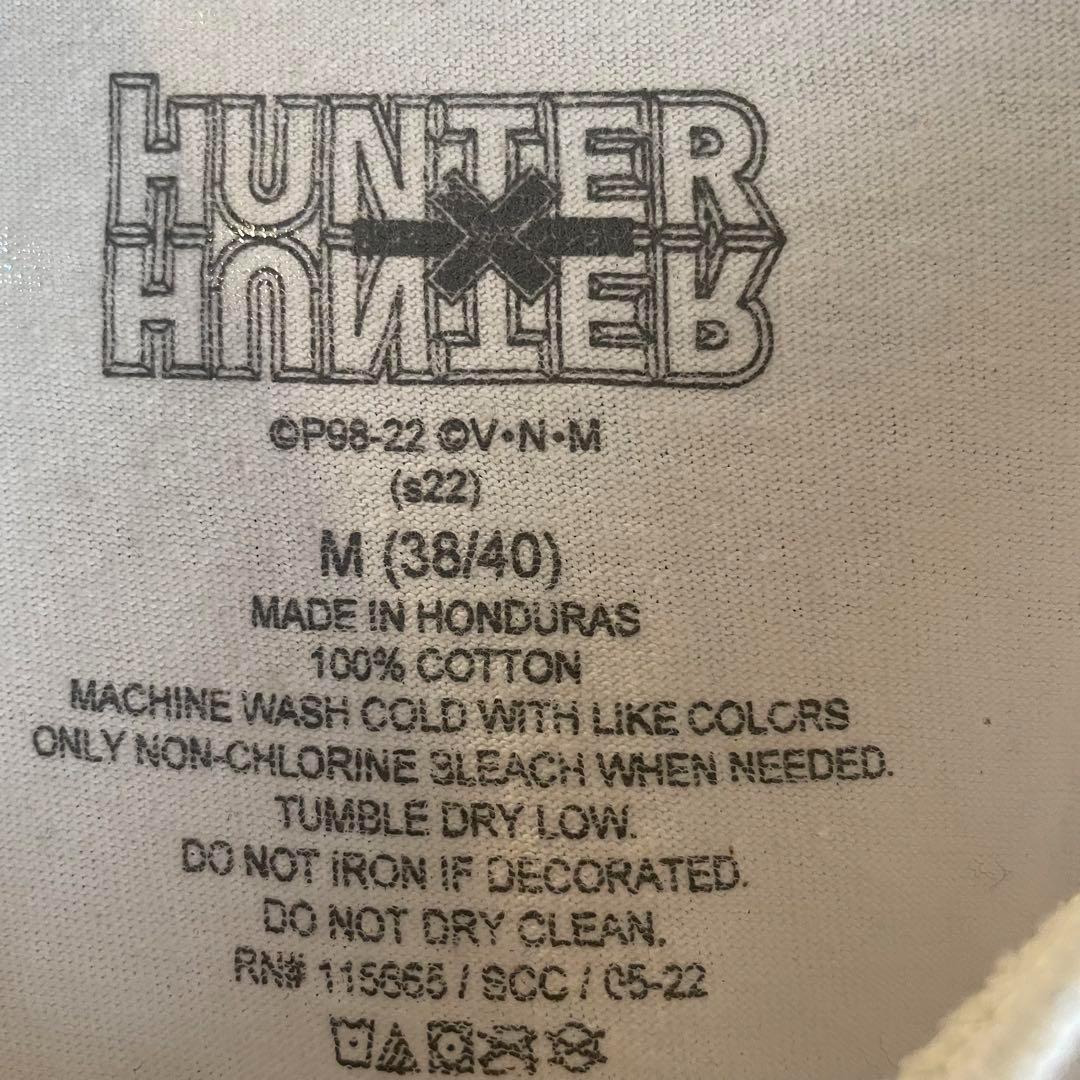 HUNTER
X
HUNTER
©P98-22 ©V•N•M
(s22)
M (38/40)
MADE IN HONDURAS
100% COTTON
MACHINE WASH COLD WITH LIKE COLORS
ONLY NON-CHLORINE BLEACH WHEN NEEDED.
TUMBLE DRY LOW.
DO NOT IRON IF DECORATED.
DO NOT DRY CLEAN.
RN# / SCC / 05-22